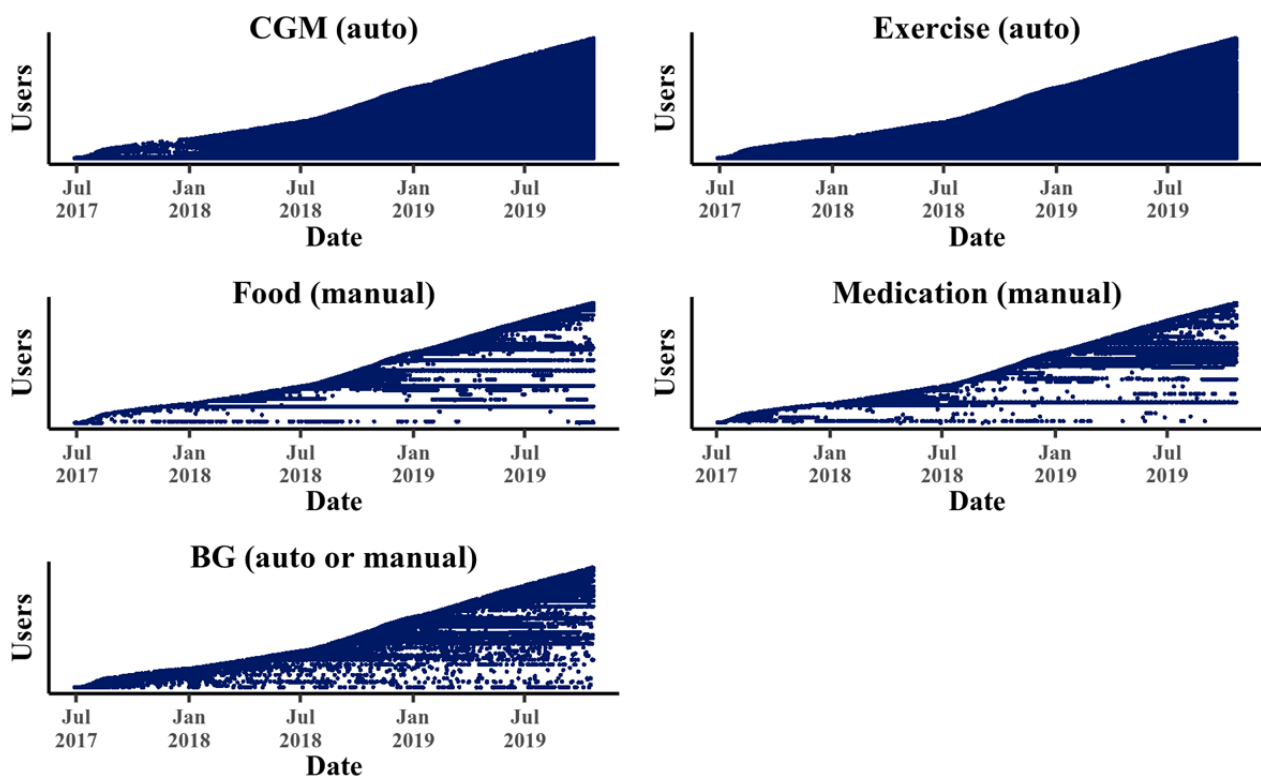 CGM (auto)
Users
Jul 2017
Jan 2018
Jul 2018
Jan 2019
Jul 2019
Date
Exercise (auto)
Users
Jul 2017
Jan 2018
Jul 2018
Jan 2019
Jul 2019
Date
Food (manual)
Users
Jul 2017
Jan 2018
Jul 2018
Jan 2019
Jul 2019
Date
Medication (manual)
Users
Jul 2017
Jan 2018
Jul 2018
Jan 2019
Jul 2019
Date
BG (auto or manual)
Users
Jul 2017
Jan 2018
Jul 2018
Jan 2019
Jul 2019
Date